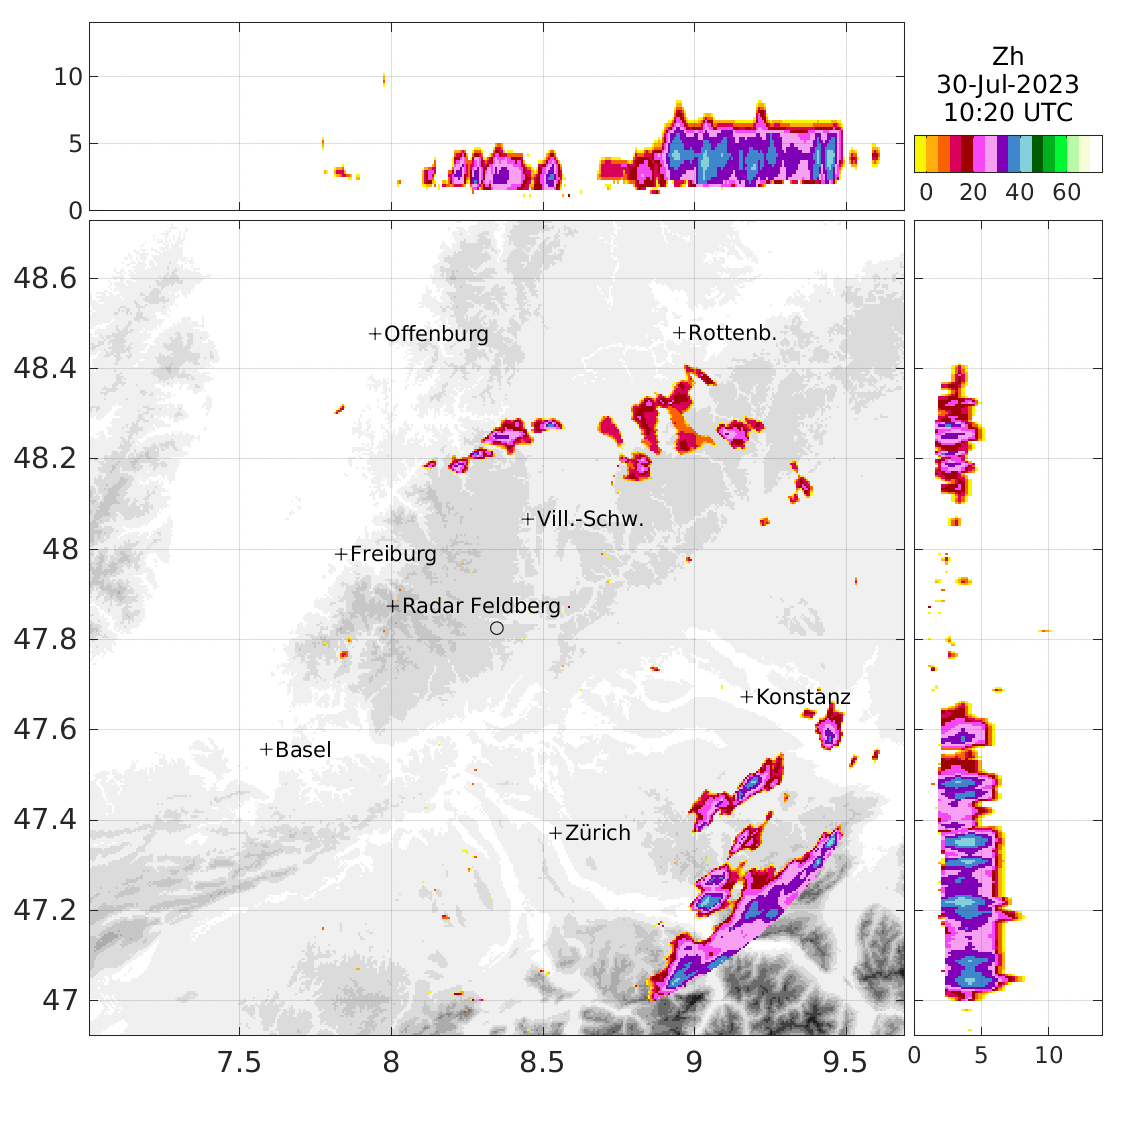 Zh
30-Jul-2023
10:20 UTC
0 20 40 60
10
5
0
48.6
48.4
48.2
48
47.8
47.6
47.4
47.2
47
+Offenburg
+Rottenb.
+Vill.-Schw.
+Freiburg
+Radar Feldberg
+Konstanz
+Basel
+Zürich
7.5 8 8.5 9 9.5
0 5 10